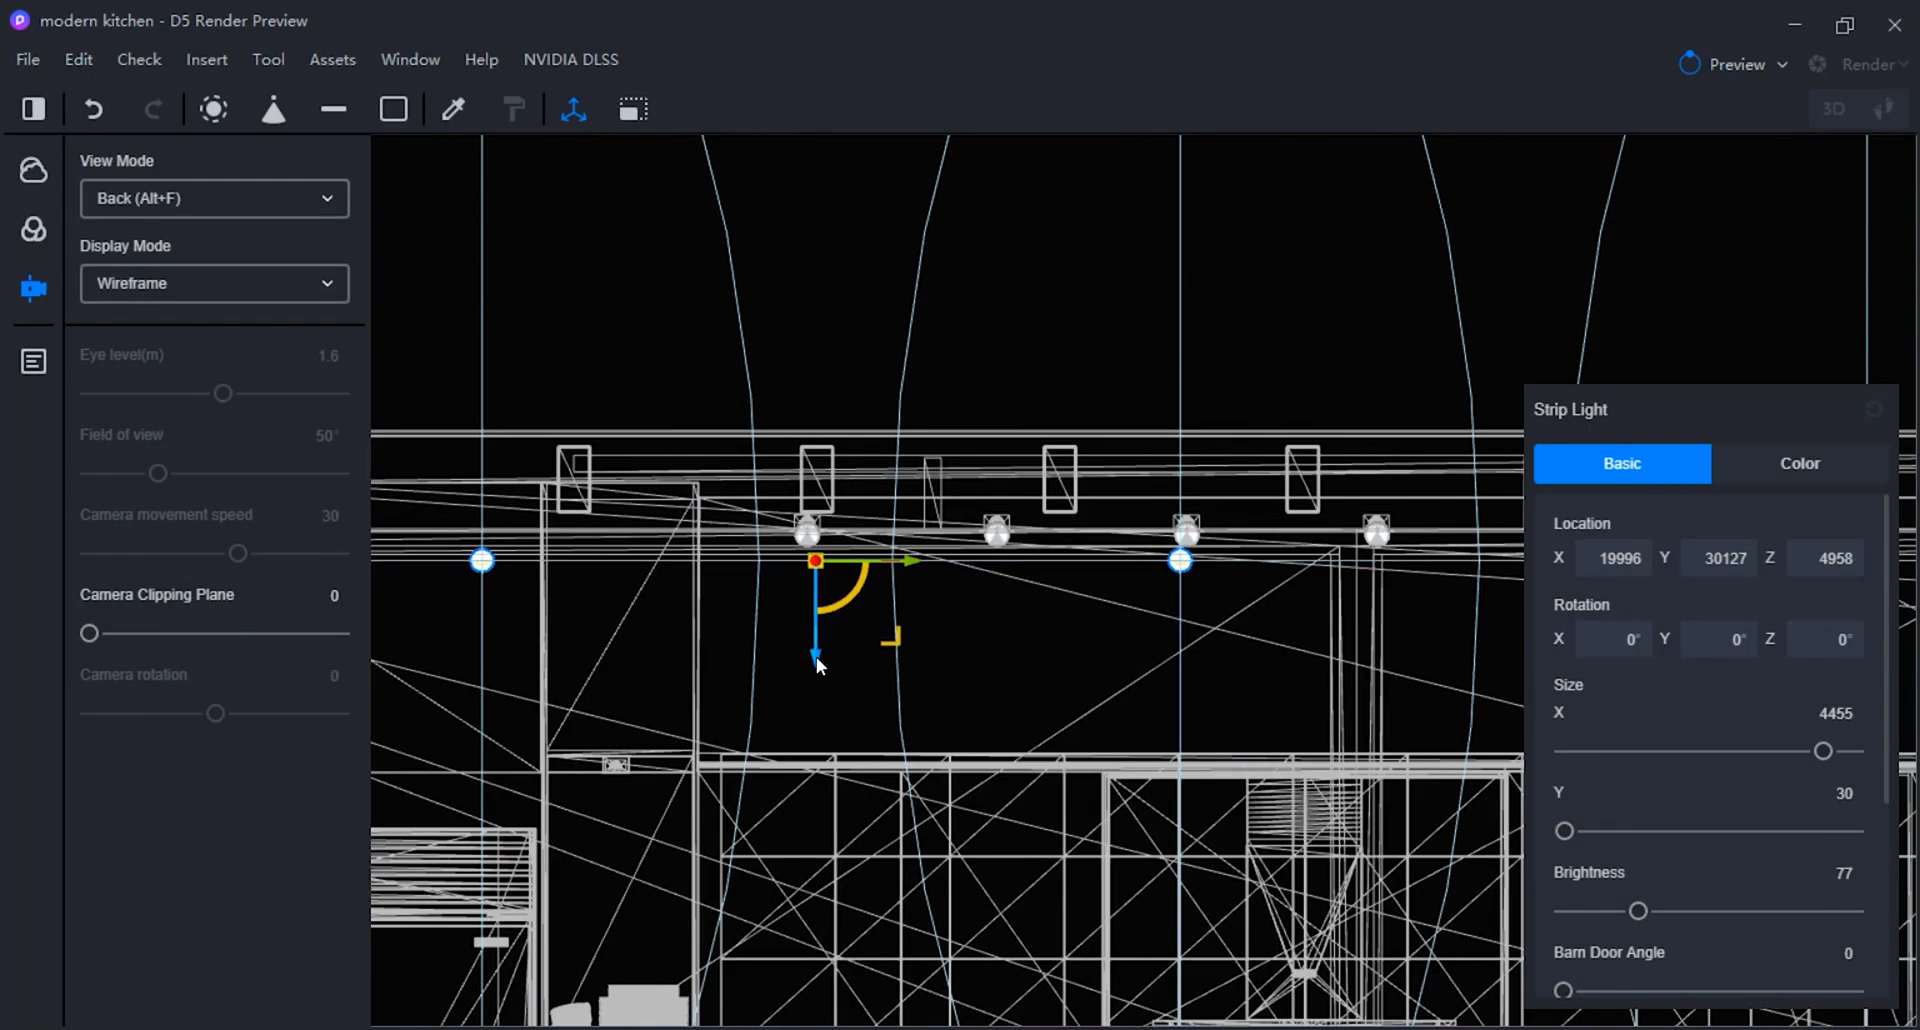 modern kitchen - D5 Render Preview
File Edit Check Insert Tool Assets Window Help NVIDIA DLSS
Preview Render
3D
View Mode
Back (Alt+F)
Display Mode
Wireframe
Eye level(m) 1.6
Field of view 50°
Camera movement speed 30
Camera Clipping Plane 0
Camera rotation 0
Strip Light
Basic Color
Location
X 19996 Y 30127 Z 4958
Rotation
X 0° Y 0° Z 0°
Size
X 4455
Y 30
Brightness 77
Barn Door Angle 0